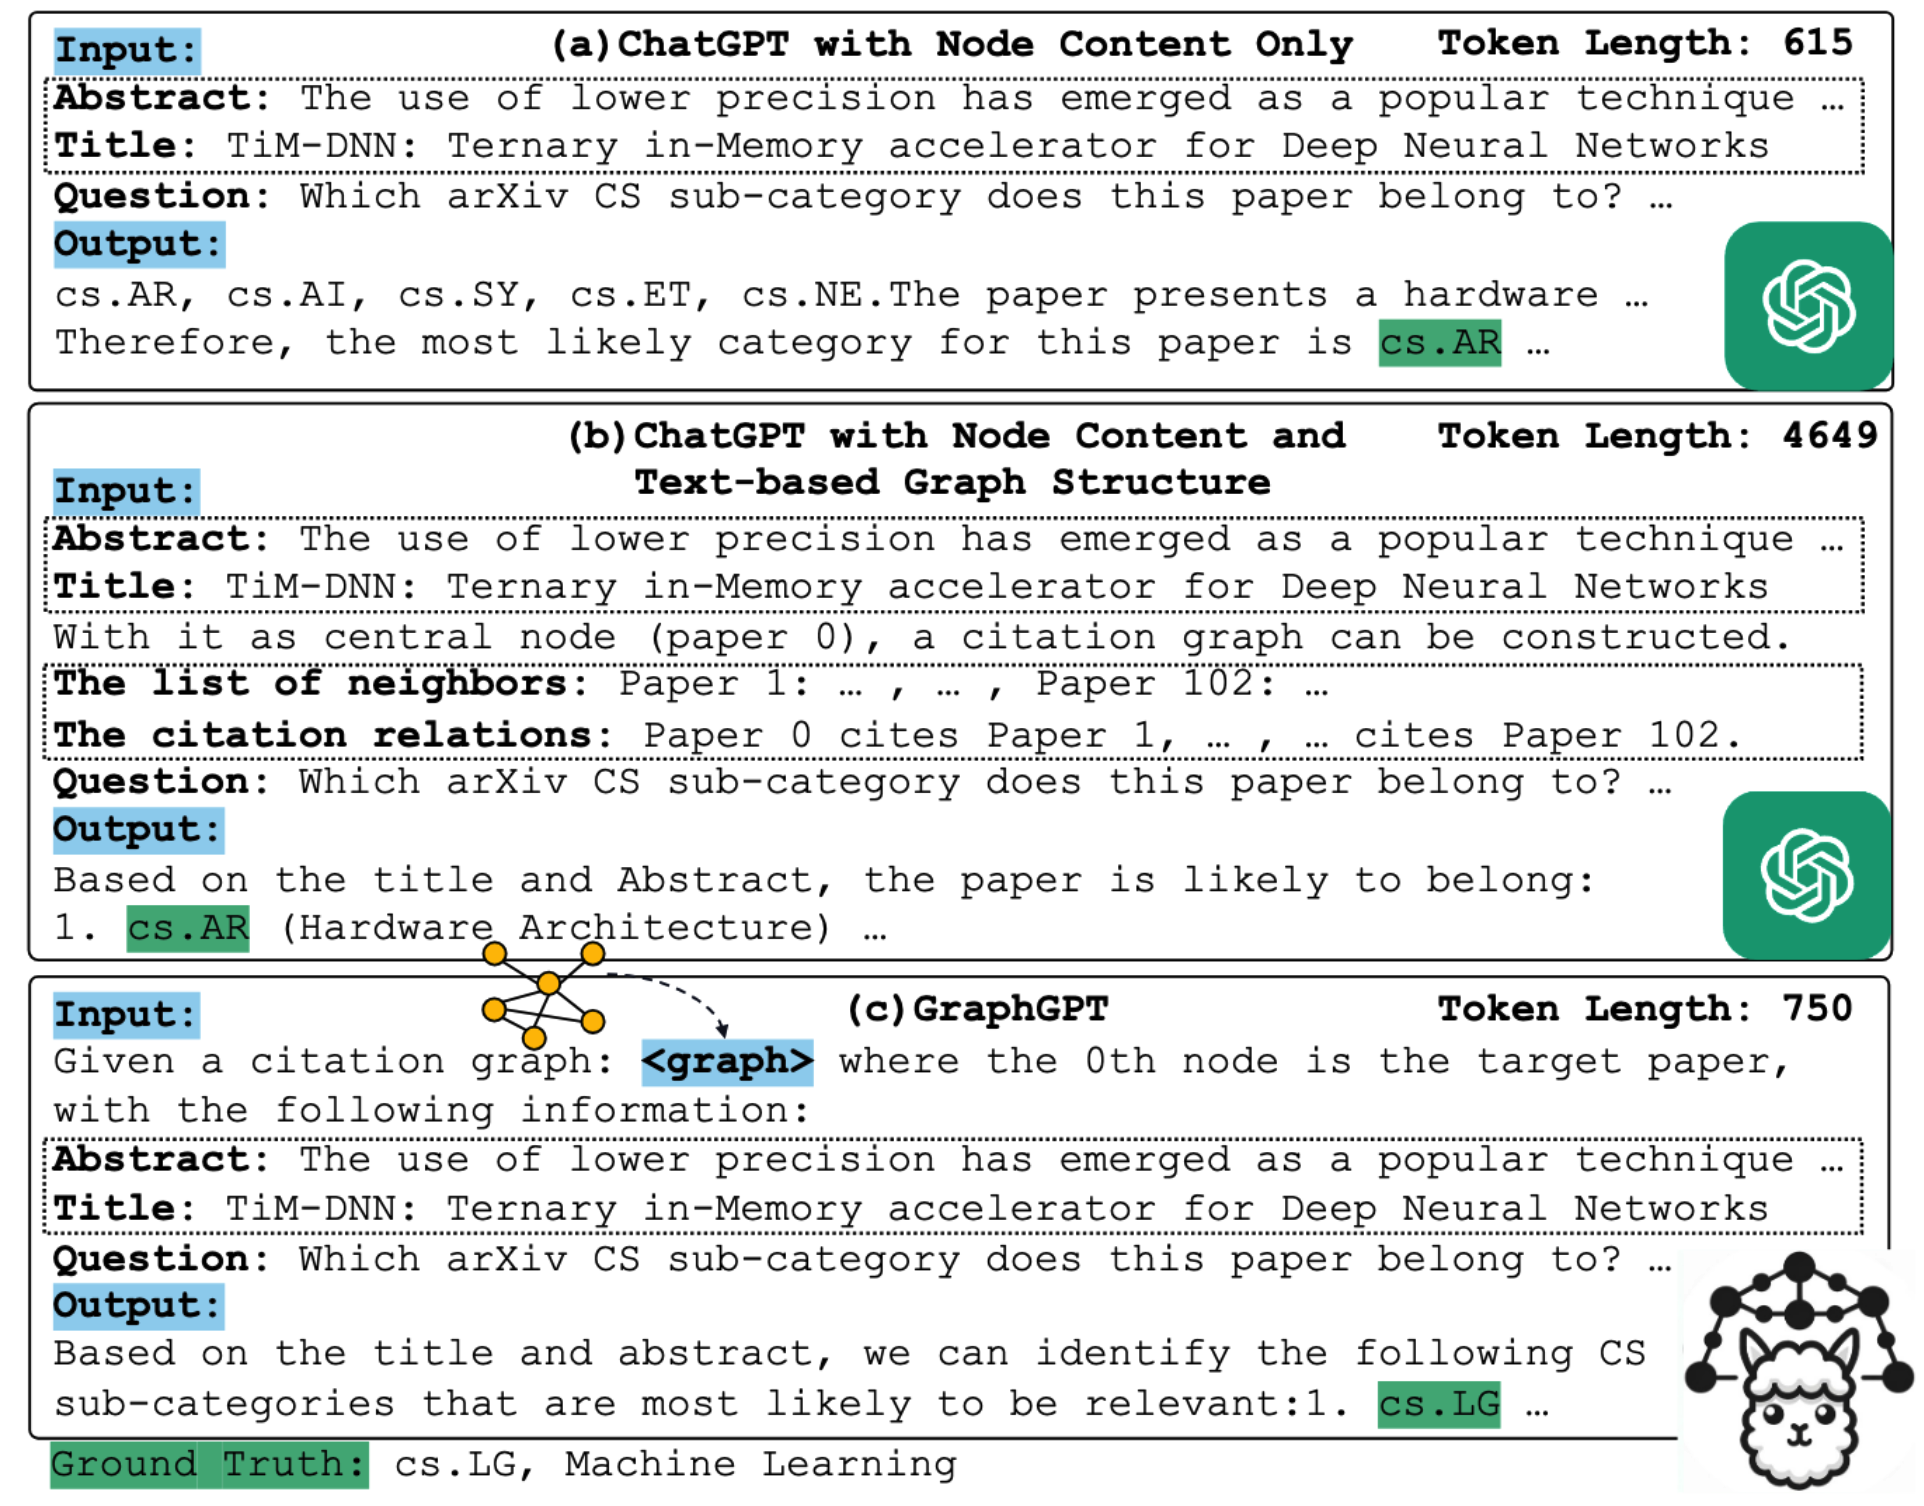 Input: (a)ChatGPT with Node Content Only Token Length: 615
Abstract: The use of lower precision has emerged as a popular technique …
Title: TiM-DNN: Ternary in-Memory accelerator for Deep Neural Networks
Question: Which arXiv CS sub-category does this paper belong to? …
Output:
cs.AR, cs.AI, cs.SY, cs.ET, cs.NE.The paper presents a hardware …
Therefore, the most likely category for this paper is cs.AR …
(b)ChatGPT with Node Content and Token Length: 4649
Text-based Graph Structure
Input:
Abstract: The use of lower precision has emerged as a popular technique …
Title: TiM-DNN: Ternary in-Memory accelerator for Deep Neural Networks
With it as central node (paper 0), a citation graph can be constructed.
The list of neighbors: Paper 1: … , … , Paper 102: …
The citation relations: Paper 0 cites Paper 1, … , … cites Paper 102.
Question: Which arXiv CS sub-category does this paper belong to? …
Output:
Based on the title and Abstract, the paper is likely to belong:
1. cs.AR (Hardware Architecture) …
Input: (c)GraphGPT Token Length: 750
Given a citation graph: <graph> where the 0th node is the target paper,
with the following information:
Abstract: The use of lower precision has emerged as a popular technique …
Title: TiM-DNN: Ternary in-Memory accelerator for Deep Neural Networks
Question: Which arXiv CS sub-category does this paper belong to? …
Output:
Based on the title and abstract, we can identify the following CS
sub-categories that are most likely to be relevant:1. cs.LG …
Ground Truth: cs.LG, Machine Learning